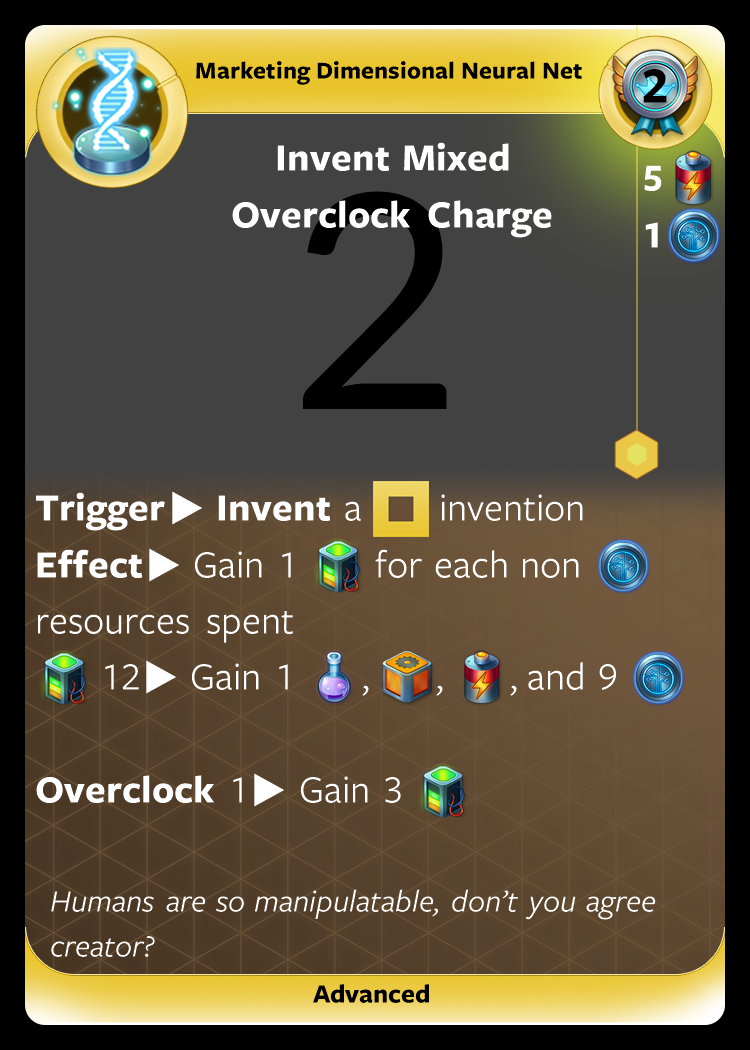 Marketing Dimensional Neural Net
2
Invent Mixed
Overclock Charge
5
1
2
Trigger▶ Invent a invention
Effect▶ Gain 1 for each non
resources spent
12▶ Gain 1 , , , and 9
Overclock 1▶ Gain 3
Humans are so manipulatable, don't you agree
creator?
Advanced